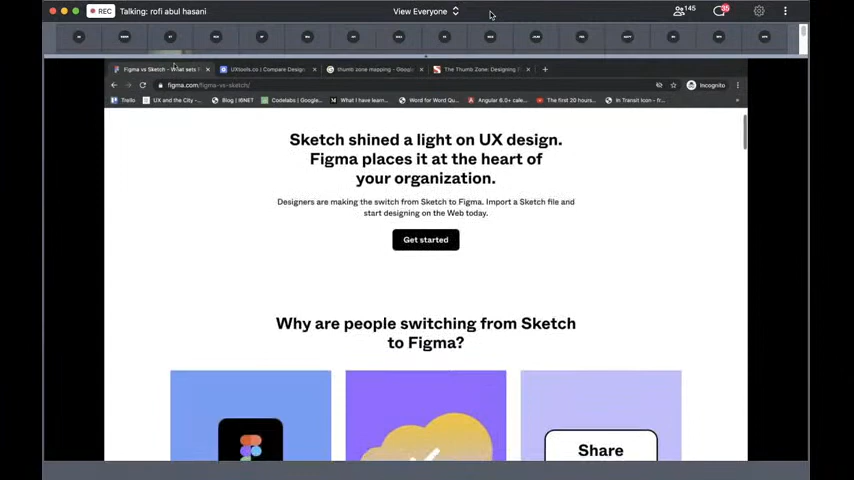 REC
Talking: rofi abul hasani
View Everyone
145
35
Figma vs Sketch - What sets
UXtools.co | Compare Design
thumb zone mapping - Google
The Thumb Zone: Designing
figma.com/figma-vs-sketch/
Incognito
Trello
UX and the City -...
Blog | I6NET
Codelabs | Google...
What I have learn...
Word for Word Qu...
Angular 6.0+ cale...
The first 20 hours...
In Transit Icon - fr...
Sketch shined a light on UX design.
Figma places it at the heart of
your organization.
Designers are making the switch from Sketch to Figma. Import a Sketch file and
start designing on the Web today.
Get started
Why are people switching from Sketch
to Figma?
Share